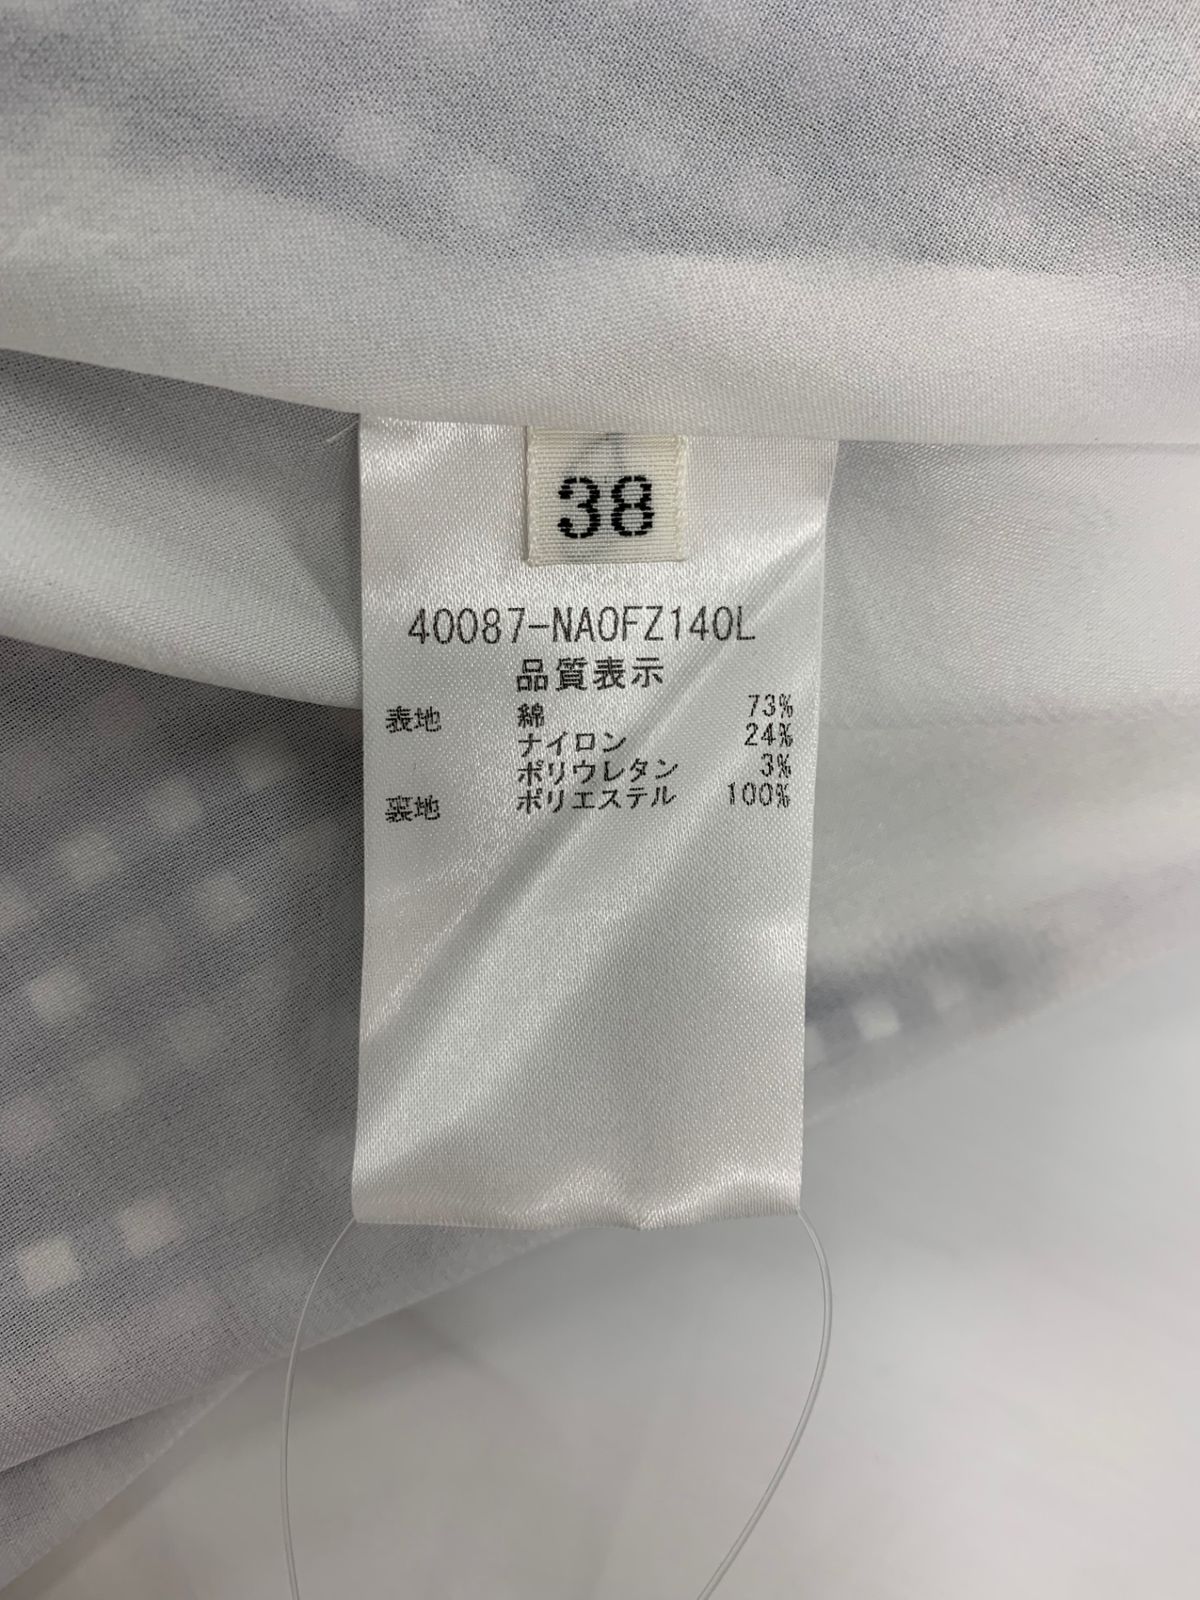 38
40087-NA0FZ140L
品質表示
表地 綿 73%
ナイロン 24%
ポリウレタン 3%
裏地 ポリエステル 100%